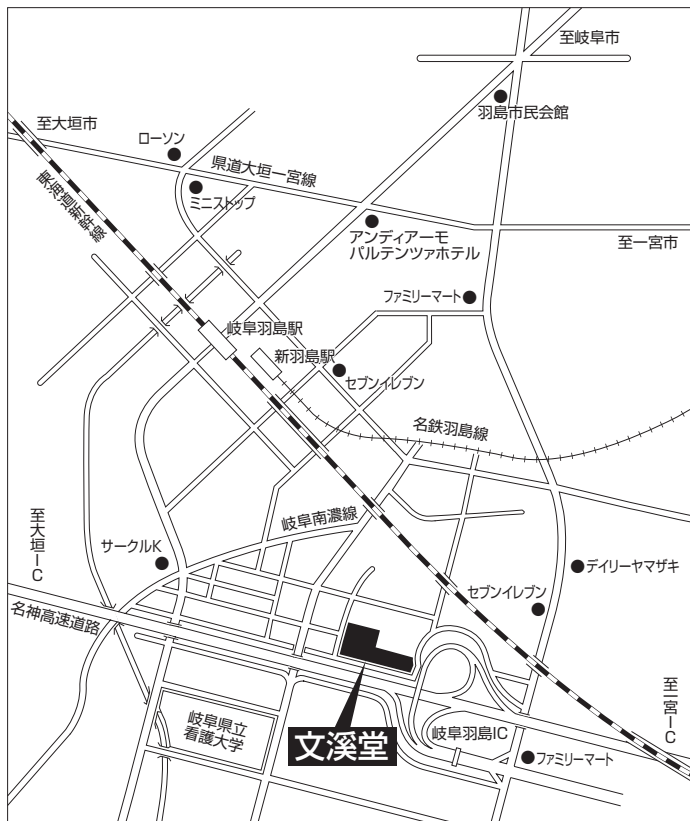 至岐阜市
羽島市民会館
至大垣市
ローソン
県道大垣一宮線
東海道新幹線
ミニストップ
アンディアーモ
パルテンツァホテル
至一宮市
ファミリーマート
岐阜羽島駅
新羽島駅
セブンイレブン
名鉄羽島線
岐阜南濃線
至大垣IC
サークルK
デイリーヤマザキ
セブンイレブン
名神高速道路
岐阜県立
看護大学
文溪堂
岐阜羽島IC
至一宮IC
ファミリーマート